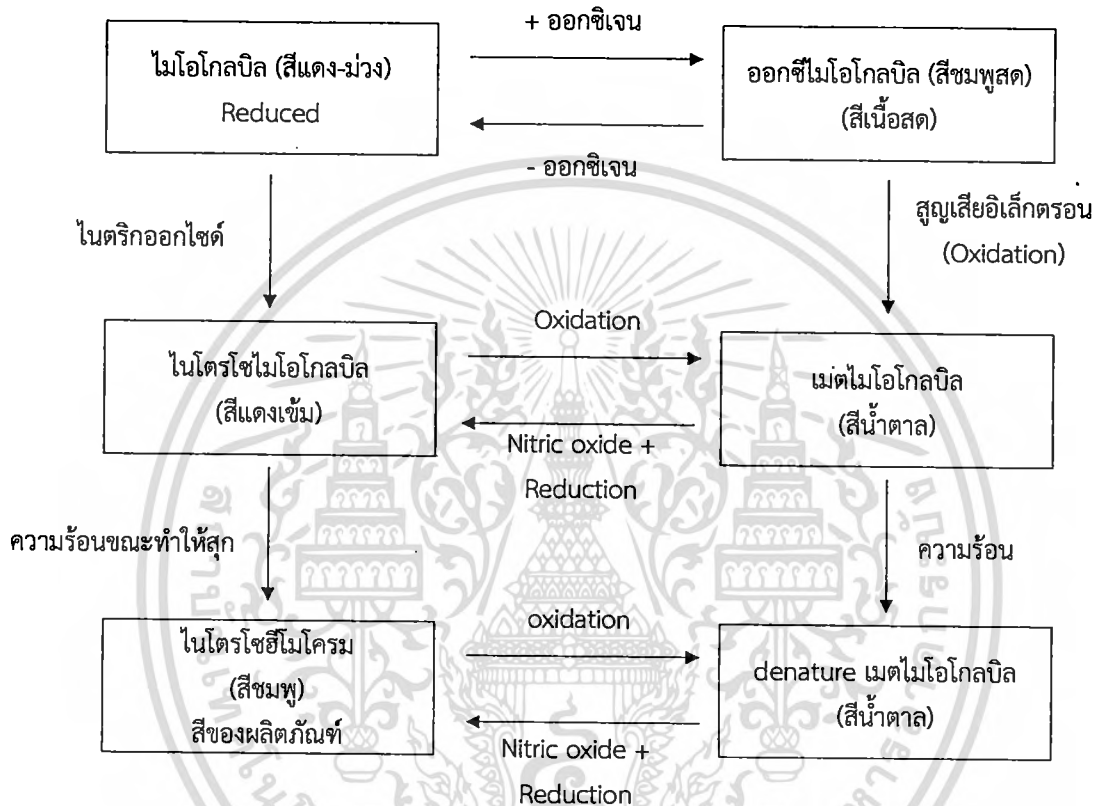 + ออกซิเจน
ไมโอโกลบิล (สีแดง-ม่วง)
Reduced
ออกซีไมโอโกลบิล (สีชมพูสด)
(สีเนื้อสด)
- ออกซิเจน
ไนตริกออกไซด์
สูญเสียอิเล็กตรอน
(Oxidation)
Oxidation
ไนโตรโซไมโอโกลบิล
(สีแดงเข้ม)
เม่ตไมโอโกลบิล
(สีน้ำตาล)
Nitric oxide +
Reduction
ความร้อนขณะทำให้สุก
ความร้อน
oxidation
ไนโตรโซฮีโมโครม
(สีชมพู)
สีของผลิตภัณฑ์
denature เมตไมโอโกลบิล
(สีน้ำตาล)
Nitric oxide +
Reduction